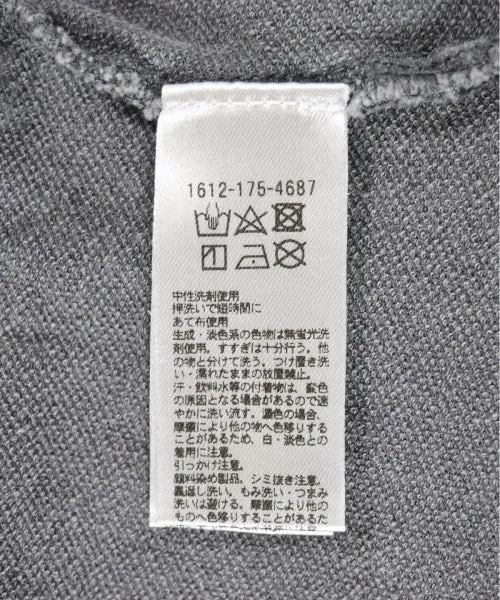 1612-175-4687
中性洗剤使用
押洗いで短時間に
あて布使用
生成・淡色系の色物は無蛍光洗
剤使用。すすぎは十分行う。他
の物と分けて洗う。つけ置き洗
い・濡れたままの放置禁止。
汗・飲料水等の付着物は、変色
の原因となる場合があるので速
やかに洗い流す。濃色の場合、
摩擦により他の物へ色移りする
ことがあるため、白・淡色との
着用に注意。
引っかけ注意。
顔料染め製品、シミ抜き注意。
裏返し洗い。もみ洗い・つまみ
洗いは避ける。摩擦により他の
ものへ色移りすることがあるた